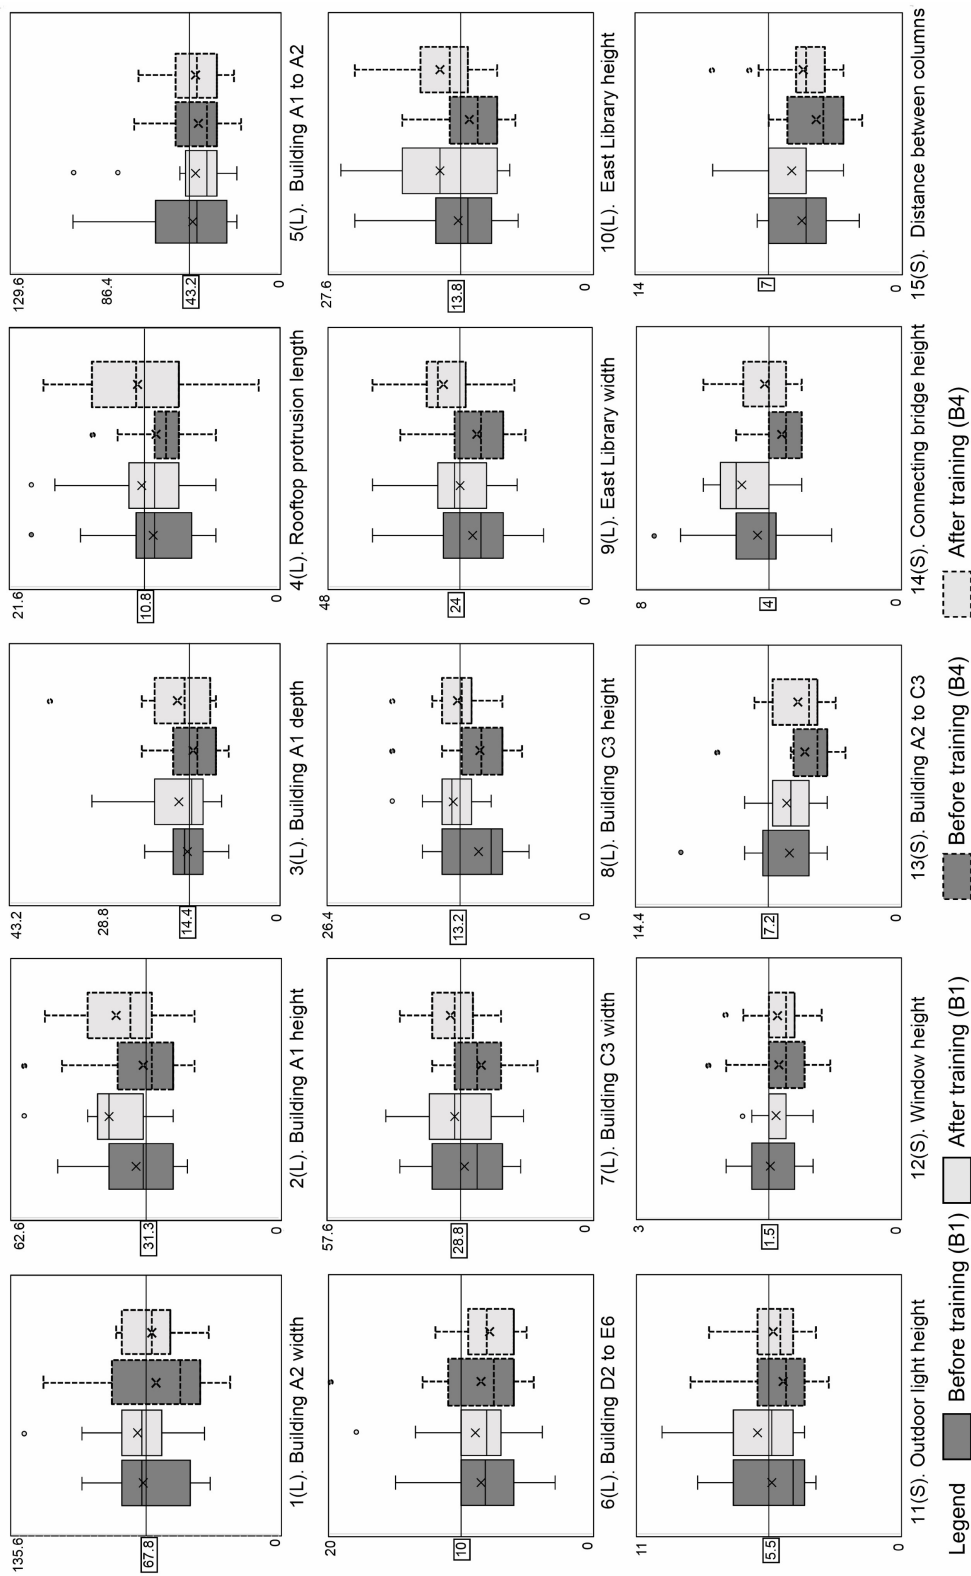 135.6
67.8
0
1(L). Building A2 width
62.6
31.3
0
2(L). Building A1 height
43.2
28.8
14.4
0
3(L). Building A1 depth
21.6
10.8
0
4(L). Rooftop protrusion length
129.6
86.4
43.2
0
5(L). Building A1 to A2
20
10
0
6(L). Building D2 to E6
57.6
28.8
0
7(L). Building C3 width
26.4
13.2
0
8(L). Building C3 height
48
24
0
9(L). East Library width
27.6
13.8
0
10(L). East Library height
11
5.5
0
11(S). Outdoor light height
3
1.5
0
12(S). Window height
14.4
7.2
0
13(S). Building A2 to C3
8
4
0
14(S). Connecting bridge height
14
7
0
15(S). Distance between columns
Legend Before training (B1) After training (B1) Before training (B4) After training (B4)